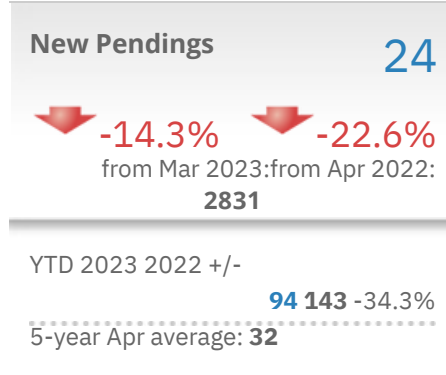 New Pendings
24
-14.3% -22.6%
from Mar 2023:from Apr 2022:
2831
YTD 2023 2022 +/-
94 143 -34.3%
5-year Apr average: 32